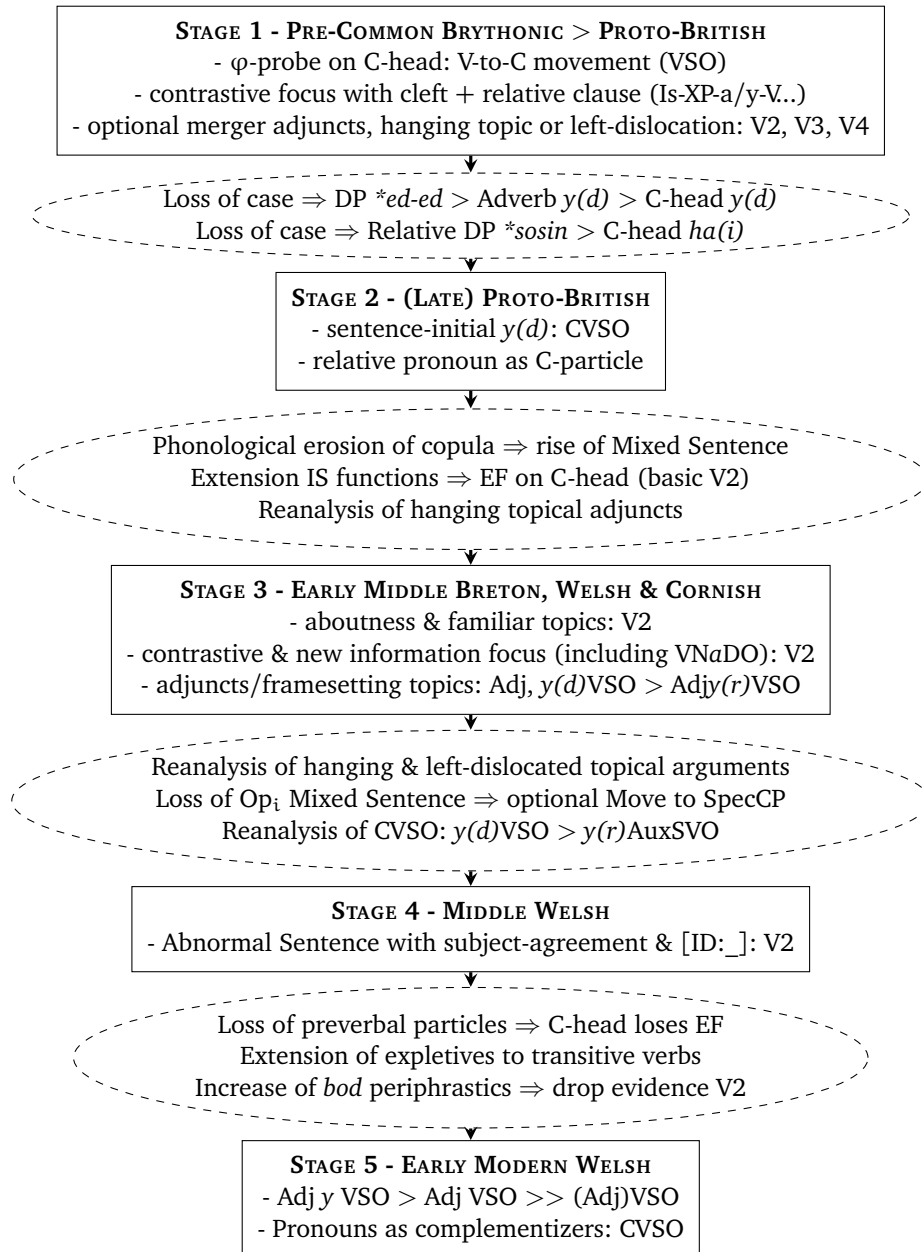 STAGE 1 - PRE-COMMON BRYTHONIC > PROTO-BRITISH
- φ-probe on C-head: V-to-C movement (VSO)
- contrastive focus with cleft + relative clause (Is-XP-a/y-V...)
- optional merger adjuncts, hanging topic or left-dislocation: V2, V3, V4
Loss of case ⇒ DP *ed-ed > Adverb y(d) > C-head y(d)
Loss of case ⇒ Relative DP *sosin > C-head ha(i)
STAGE 2 - (LATE) PROTO-BRITISH
- sentence-initial y(d): CVSO
- relative pronoun as C-particle
Phonological erosion of copula ⇒ rise of Mixed Sentence
Extension IS functions ⇒ EF on C-head (basic V2)
Reanalysis of hanging topical adjuncts
STAGE 3 - EARLY MIDDLE BRETON, WELSH & CORNISH
- aboutness & familiar topics: V2
- contrastive & new information focus (including VNaDO): V2
- adjuncts/framesetting topics: Adj, y(d)VSO > Adjy(r)VSO
Reanalysis of hanging & left-dislocated topical arguments
Loss of Opi Mixed Sentence ⇒ optional Move to SpecCP
Reanalysis of CVSO: y(d)VSO > y(r)AuxSVO
STAGE 4 - MIDDLE WELSH
- Abnormal Sentence with subject-agreement & [ID:_]: V2
Loss of preverbal particles ⇒ C-head loses EF
Extension of expletives to transitive verbs
Increase of bod periphrastics ⇒ drop evidence V2
STAGE 5 - EARLY MODERN WELSH
- Adj y VSO > Adj VSO >> (Adj)VSO
- Pronouns as complementizers: CVSO